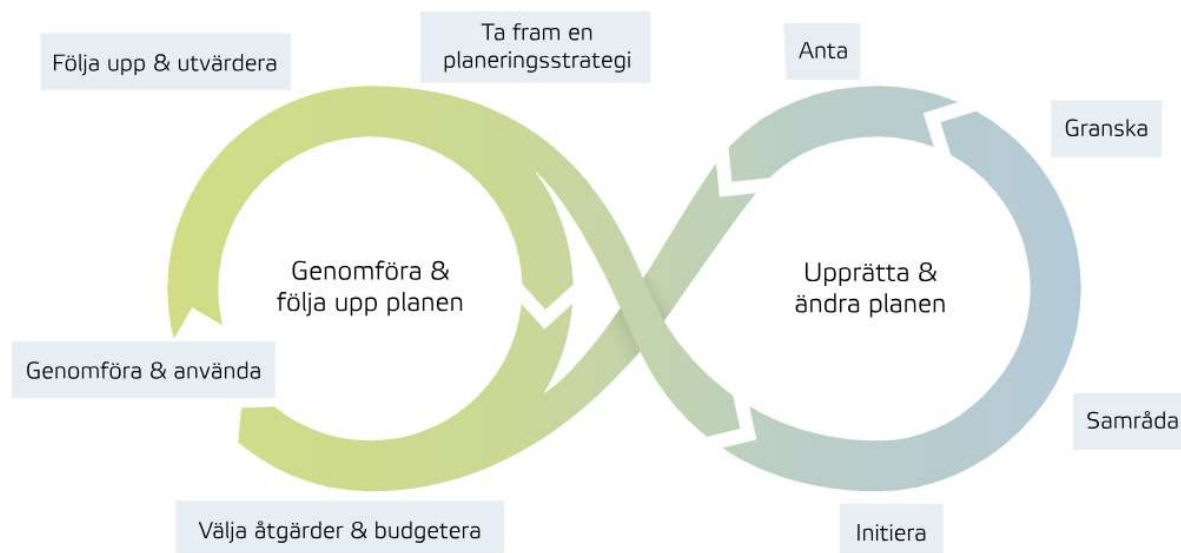 Ta fram en
planeringsstrategi
Anta
Följa upp & utvärdera
Granska
Genomföra &
följa upp planen
Upprätta &
ändra planen
Genomföra & använda
Samråda
Välja åtgärder & budgetera
Initiera